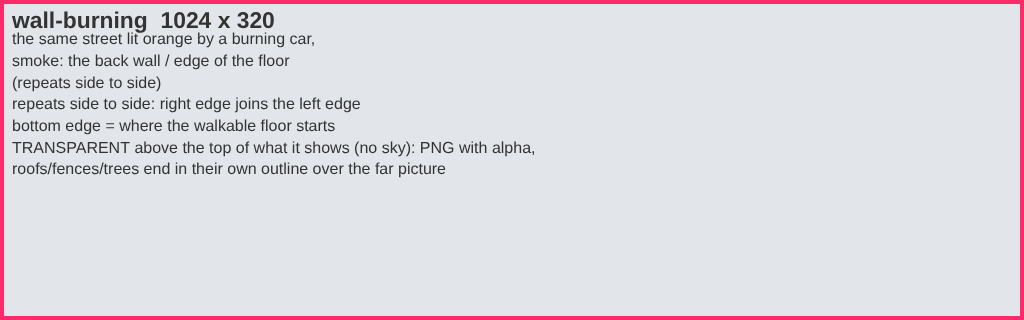 wall-burning  1024 x 320
the same street lit orange by a burning car,
smoke: the back wall / edge of the floor
(repeats side to side)
repeats side to side: right edge joins the left edge
bottom edge = where the walkable floor starts
TRANSPARENT above the top of what it shows (no sky): PNG with alpha,
roofs/fences/trees end in their own outline over the far picture